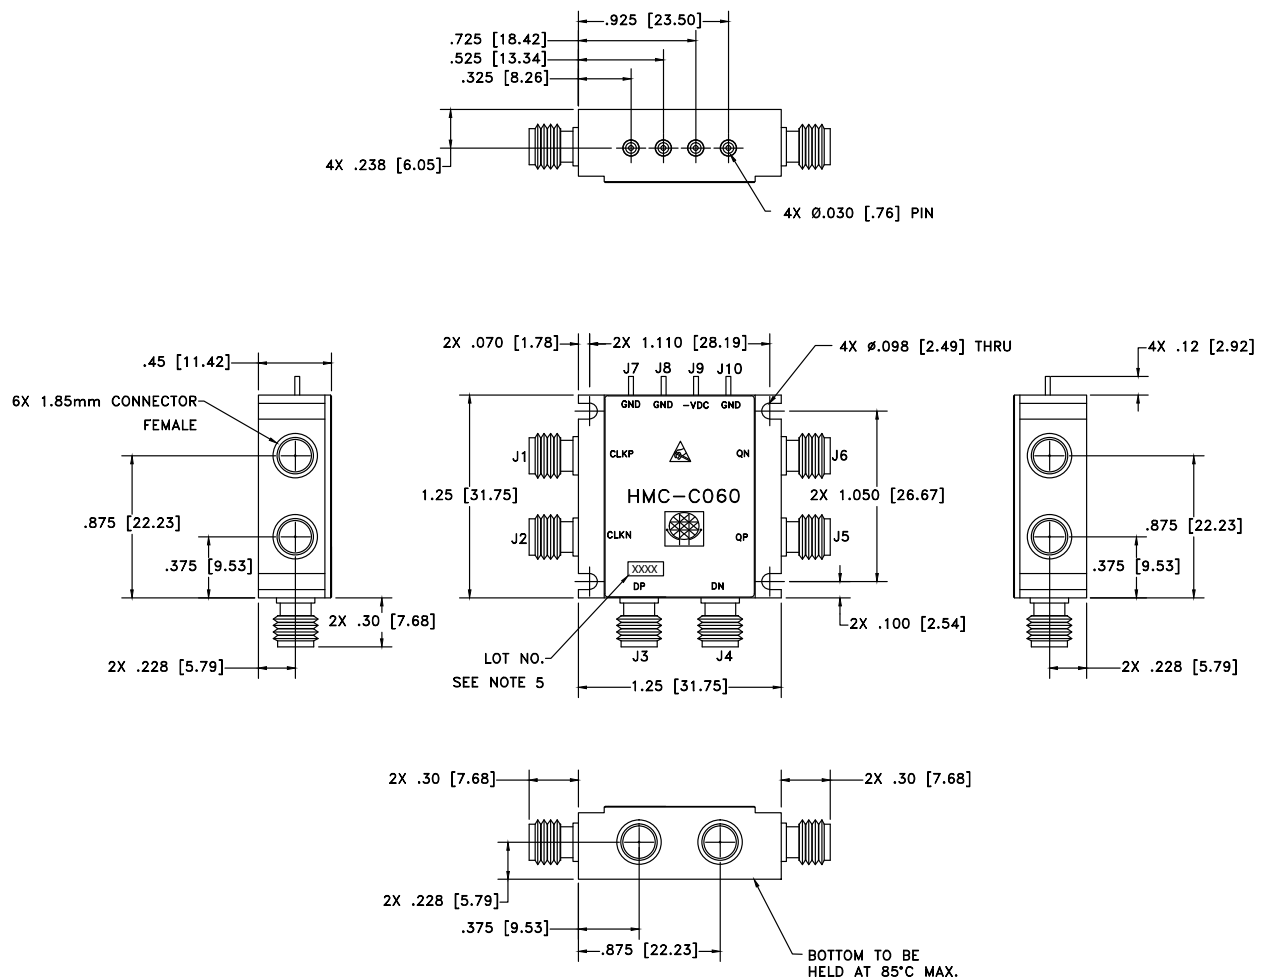 .925 [23.50]
.725 [18.42]
.525 [13.34]
.325 [8.26]
4X .238 [6.05]
4X Ø.030 [.76] PIN
.45 [11.42]
6X 1.85mm CONNECTOR
FEMALE
.875 [22.23]
.375 [9.53]
2X .30 [7.68]
2X .228 [5.79]
2X .070 [1.78]
2X 1.110 [28.19]
4X Ø.098 [2.49] THRU
J7 J8 J9 J10
GND GND -VDC GND
J1
CLKP
QN
J6
1.25 [31.75]
HMC-C060
2X 1.050 [26.67]
J2
CLKN
QP
J5
XXXX
DP
DN
2X .100 [2.54]
J3
J4
LOT NO.
SEE NOTE 5
1.25 [31.75]
4X .12 [2.92]
.875 [22.23]
.375 [9.53]
2X .228 [5.79]
2X .30 [7.68]
2X .30 [7.68]
2X .228 [5.79]
.375 [9.53]
.875 [22.23]
BOTTOM TO BE
HELD AT 85°C MAX.